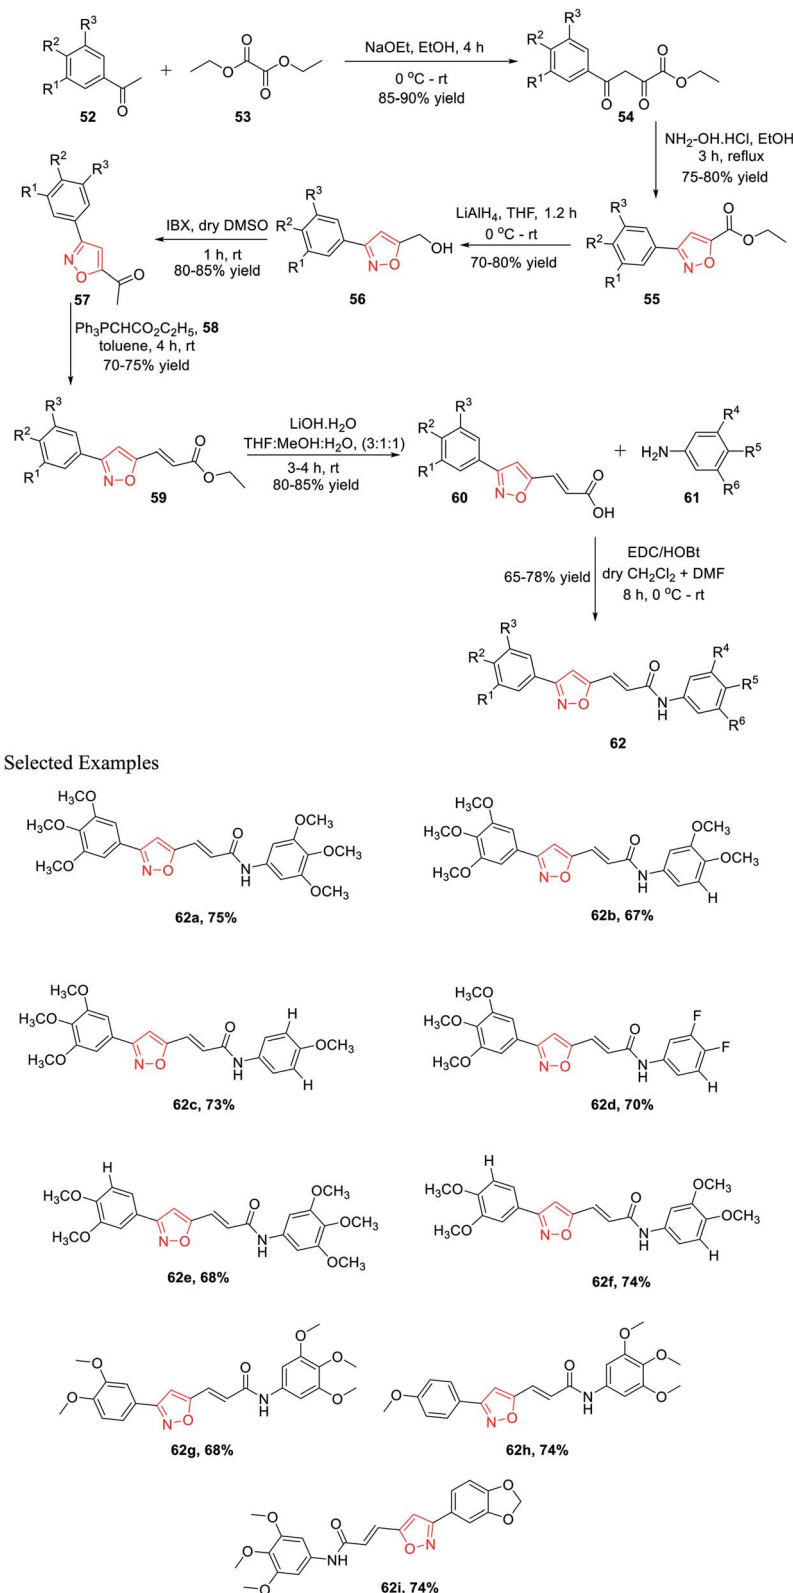 R³
R²
R¹
O
52
+
O
O
O
O
53
NaOEt, EtOH, 4 h
0 °C - rt
85-90% yield
R³
R²
R¹
O
O
O
O
54
NH₂-OH.HCl, EtOH
3 h, reflux
75-80% yield
R³
R²
R¹
N
O
O
O
55
LiAlH₄, THF, 1.2 h
0 °C - rt
70-80% yield
R³
R²
R¹
N
O
OH
56
IBX, dry DMSO
1 h, rt
80-85% yield
R²
R³
R¹
N
O
O
57
Ph₃PCHCO₂C₂H₅, 58
toluene, 4 h, rt
70-75% yield
R³
R²
R¹
N
O
O
O
59
LiOH.H₂O
THF:MeOH:H₂O, (3:1:1)
3-4 h, rt
80-85% yield
R³
R²
R¹
N
O
O
OH
60
+
H₂N
R⁴
R⁵
R⁶
61
EDC/HOBt
65-78% yield
dry CH₂Cl₂ + DMF
8 h, 0 °C - rt
R³
R²
R¹
N
O
O
N
H
R⁴
R⁵
R⁶
62
Selected Examples
H₃CO
H₃CO
H₃CO
N
O
O
N
H
OCH₃
OCH₃
OCH₃
62a, 75%
H₃CO
H₃CO
H₃CO
N
O
O
N
H
OCH₃
OCH₃
H
62b, 67%
H₃CO
H₃CO
H₃CO
N
O
O
N
H
H
OCH₃
H
62c, 73%
H₃CO
H₃CO
H₃CO
N
O
O
N
H
F
F
H
62d, 70%
H
H₃CO
H₃CO
N
O
O
N
H
OCH₃
OCH₃
OCH₃
62e, 68%
H
H₃CO
H₃CO
N
O
O
N
H
OCH₃
OCH₃
H
62f, 74%
O
O
N
O
O
N
H
O
O
O
62g, 68%
O
N
O
O
N
H
O
O
O
62h, 74%
O
O
O
N
H
O
O
N
O
O
62i, 74%